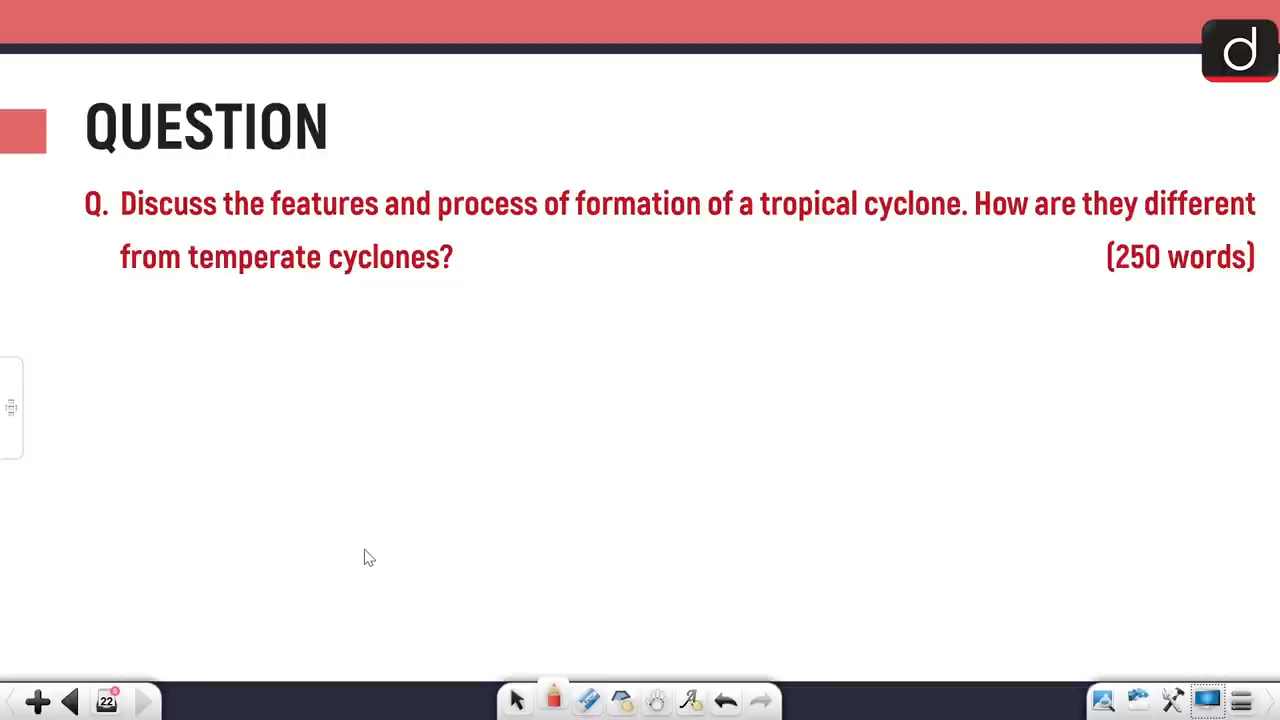 d
QUESTION
Q. Discuss the features and process of formation of a tropical cyclone. How are they different
from temperate cyclones? (250 words)
22